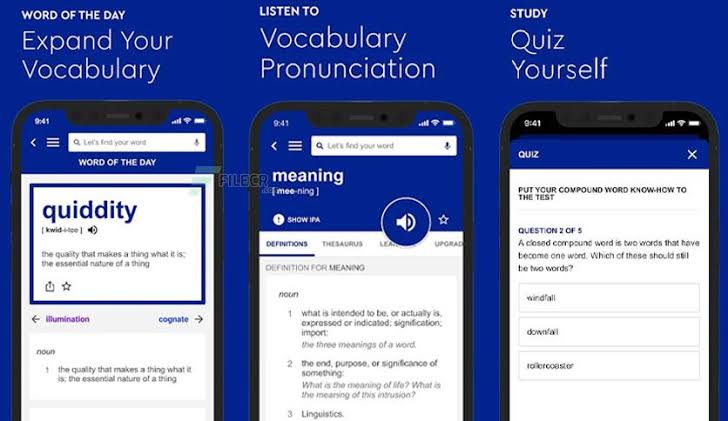 WORD OF THE DAY
Expand Your
Vocabulary
9:41
Let's find your word
WORD OF THE DAY
quiddity
[ kwid-i-tee ]
the quality that makes a thing what it is;
the essential nature of a thing
illumination
cognate
noun
1 the quality that makes a thing what it
is; the essential nature of a thing
LISTEN TO
Vocabulary
Pronunciation
9:41
Let's find your word
meaning
[ mee-ning ]
SHOW IPA
DEFINITIONS
THESAURUS
LEA
UPGRAD
DEFINITION FOR MEANING
noun
1 what is intended to be, or actually is,
expressed or indicated; signification;
import:
the three meanings of a word.
2 the end, purpose, or significance of
something:
What is the meaning of life? What is
the meaning of this intrusion?
3 Linguistics.
FILECR
.com
STUDY
Quiz
Yourself
9:41
QUIZ
PUT YOUR COMPOUND WORD KNOW-HOW TO
THE TEST
QUESTION 2 OF 5
A closed compound word is two words that have
become one word. Which of these should still
be two words?
windfall
downfall
rollercoaster